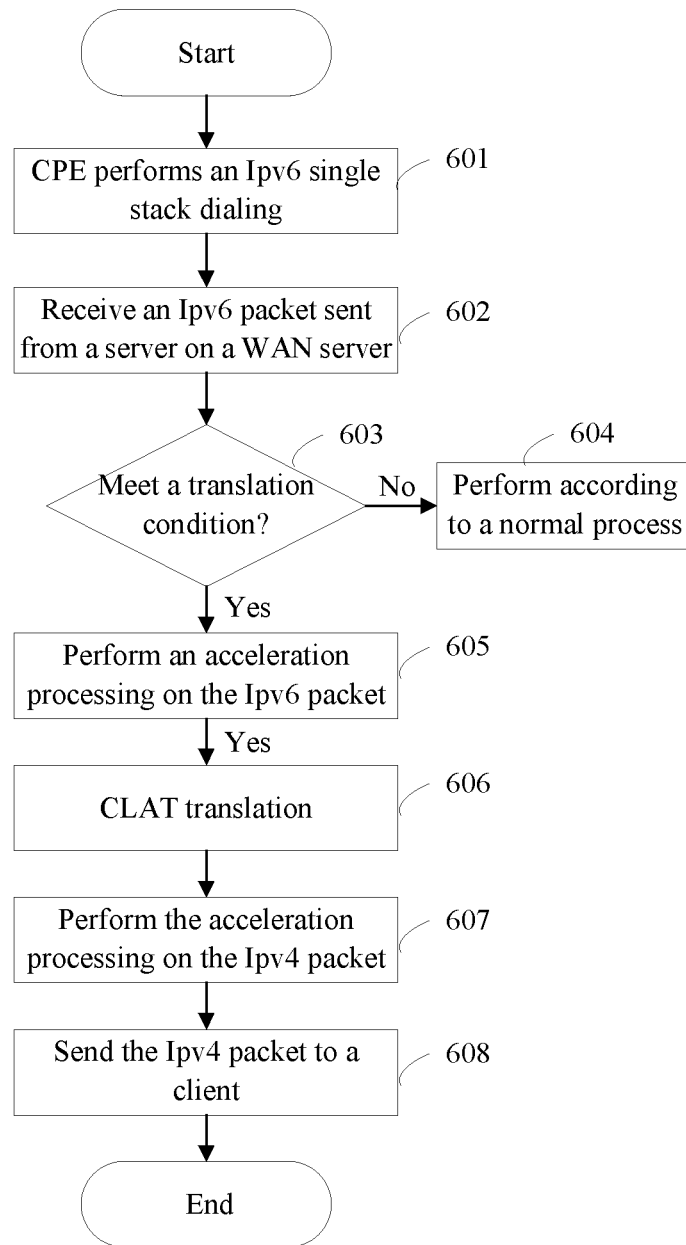 Start
CPE performs an Ipv6 single
stack dialing
601
Receive an Ipv6 packet sent
from a server on a WAN server
602
Meet a translation
condition?
603
No
Perform according
to a normal process
604
Yes
Perform an acceleration
processing on the Ipv6 packet
605
Yes
CLAT translation
606
Perform the acceleration
processing on the Ipv4 packet
607
Send the Ipv4 packet to a
client
608
End